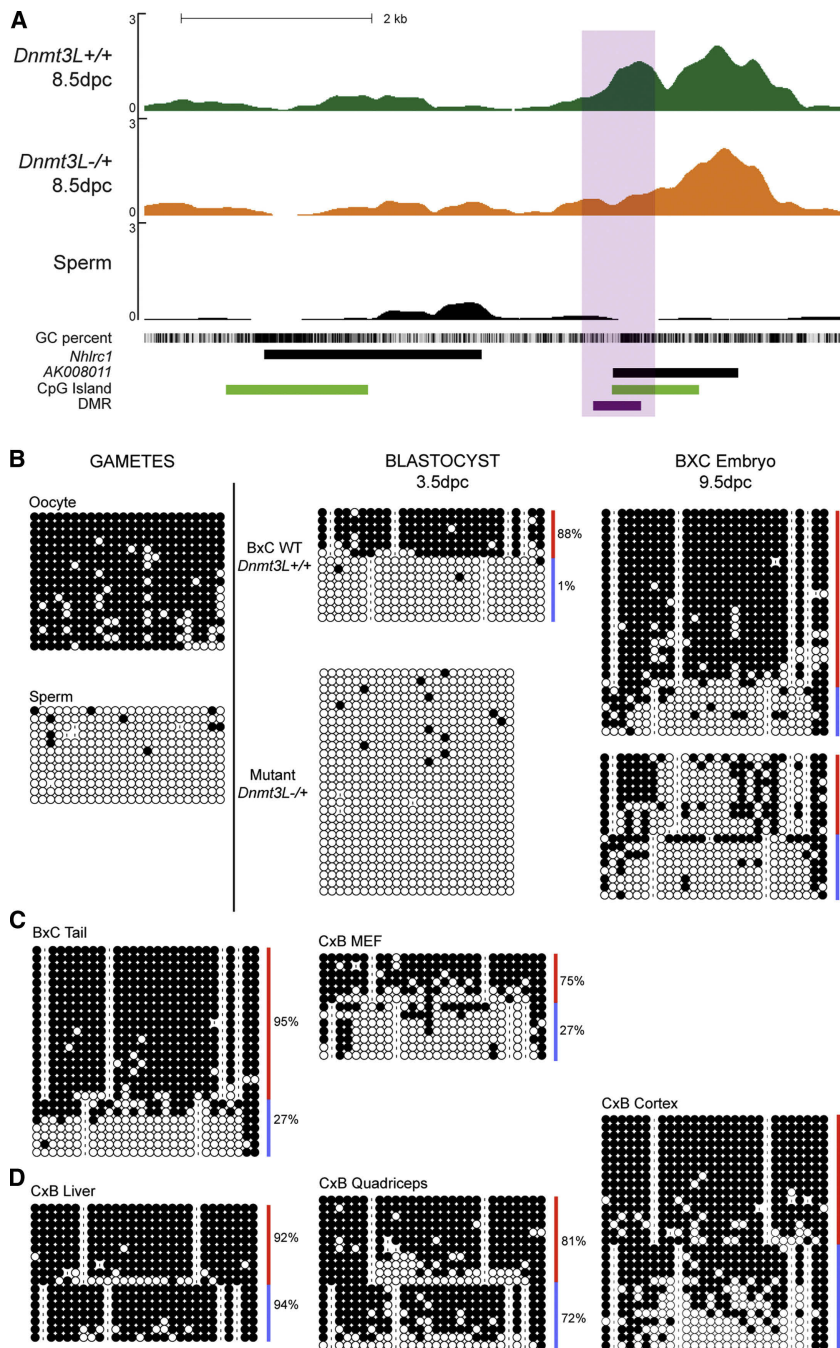 A
3
2 kb
Dnmt3L+/+
8.5dpc
0
3
Dnmt3L-/+
8.5dpc
0
3
Sperm
0
GC percent
Nhlrc1
AK008011
CpG Island
DMR
B
GAMETES
BLASTOCYST
3.5dpc
BXC Embryo
9.5dpc
Oocyte
BxC WT
Dnmt3L+/+
88%
1%
Sperm
Mutant
Dnmt3L-/+
C
BxC Tail
95%
27%
CxB MEF
75%
27%
CxB Cortex
D
CxB Liver
92%
94%
CxB Quadriceps
81%
72%